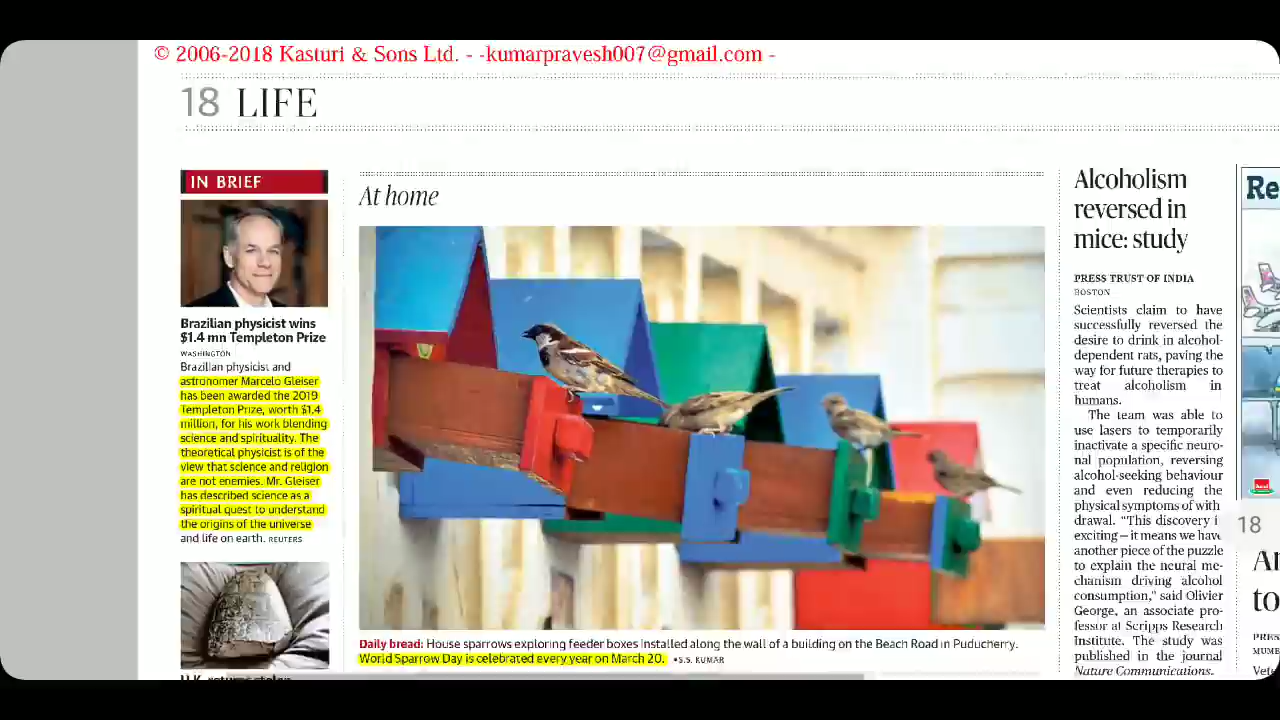 © 2006-2018 Kasturi & Sons Ltd. - -kumarpravesh007@gmail.com -
18 LIFE
IN BRIEF
Brazilian physicist wins
$1.4 mn Templeton Prize
WASHINGTON
Brazilian physicist and
astronomer Marcelo Gleiser
has been awarded the 2019
Templeton Prize, worth $1.4
million, for his work blending
science and spirituality. The
theoretical physicist is of the
view that science and religion
are not enemies. Mr. Gleiser
has described science as a
spiritual quest to understand
the origins of the universe
and life on earth. REUTERS
U.K. returns stolen
At home
Daily bread: House sparrows exploring feeder boxes installed along the wall of a building on the Beach Road in Puducherry.
World Sparrow Day is celebrated every year on March 20. •S.S. KUMAR
Alcoholism
reversed in
mice: study
PRESS TRUST OF INDIA
BOSTON
Scientists claim to have
successfully reversed the
desire to drink in alcohol-
dependent rats, paving the
way for future therapies to
treat alcoholism in
humans.
The team was able to
use lasers to temporarily
inactivate a specific neuro-
nal population, reversing
alcohol-seeking behaviour
and even reducing the
physical symptoms of with
drawal. "This discovery i
exciting – it means we have
another piece of the puzzle
to explain the neural me-
chanism driving alcohol
consumption," said Olivier
George, an associate pro-
fessor at Scripps Research
Institute. The study was
published in the journal
Nature Communications.
Re
18
to
PRES
MUMB
Vete